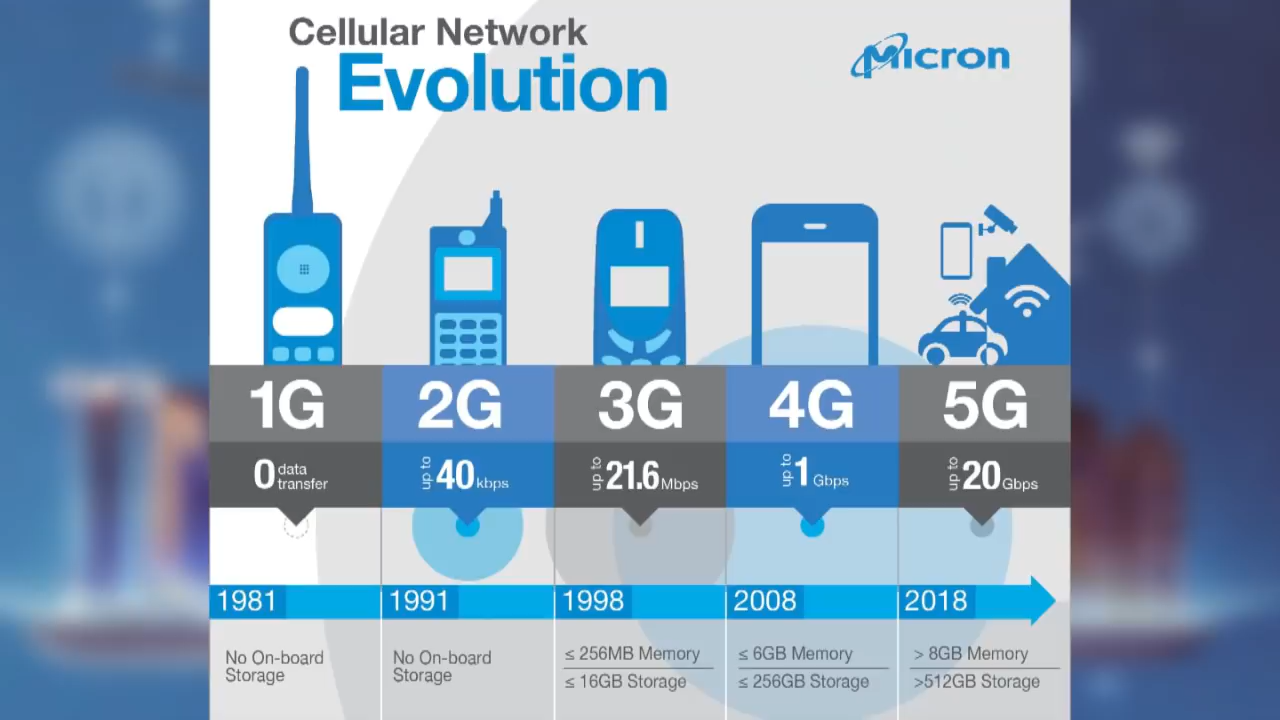 Cellular Network
Evolution
Micron
1G
2G
3G
4G
5G
0 data transfer
up to 40 kbps
up to 21.6 Mbps
up to 1 Gbps
up to 20 Gbps
1981
1991
1998
2008
2018
No On-board
Storage
No On-board
Storage
≤ 256MB Memory
≤ 16GB Storage
≤ 6GB Memory
≤ 256GB Storage
> 8GB Memory
>512GB Storage